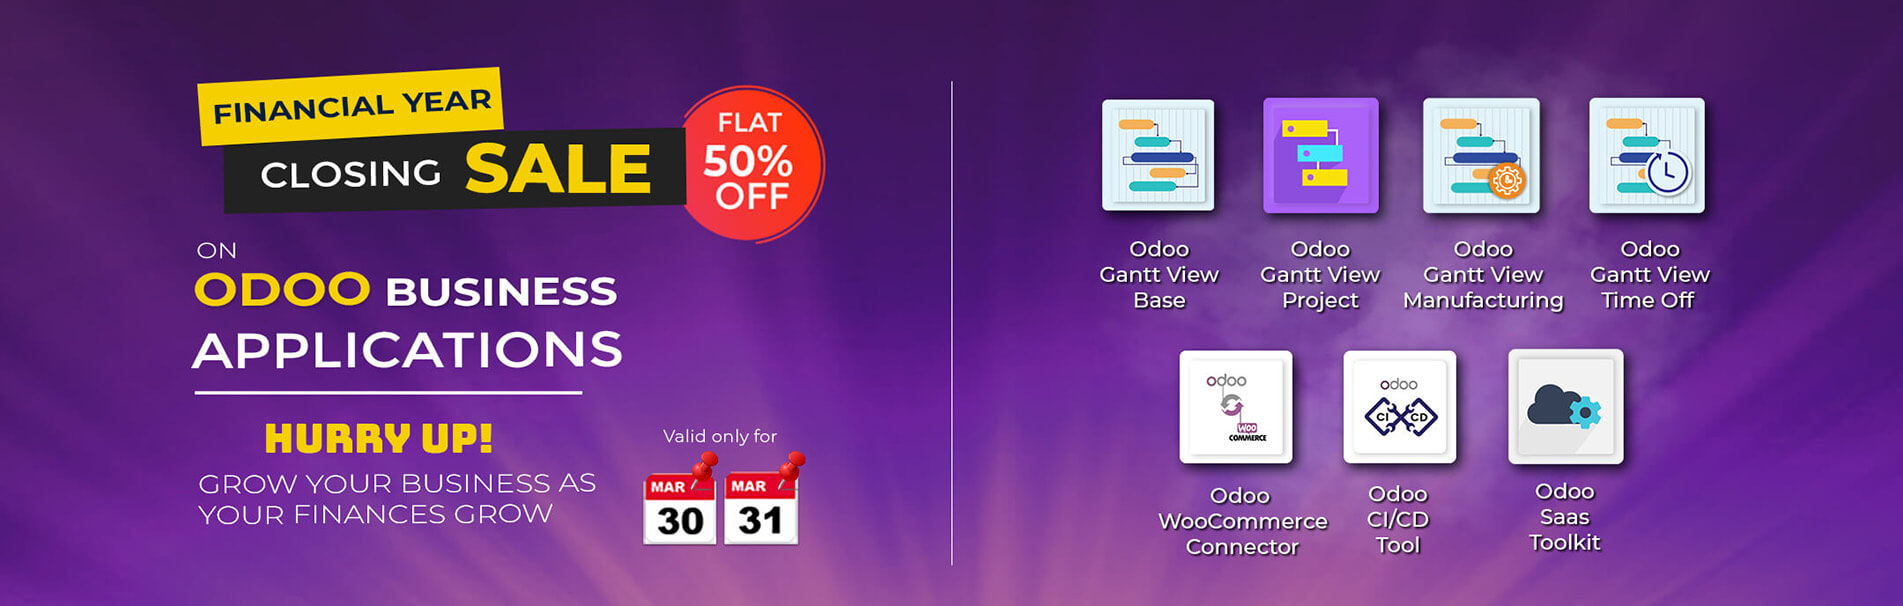 FINANCIAL YEAR
CLOSING SALE
FLAT
50%
OFF
ON
ODOO BUSINESS
APPLICATIONS
HURRY UP!
GROW YOUR BUSINESS AS
YOUR FINANCES GROW
Valid only for
MAR
30
MAR
31
Odoo
Gantt View
Base
Odoo
Gantt View
Project
Odoo
Gantt View
Manufacturing
Odoo
Gantt View
Time Off
odoo
WOO
COMMERCE
Odoo
WooCommerce
Connector
odoo
CI CD
Odoo
CI/CD
Tool
Odoo
Saas
Toolkit